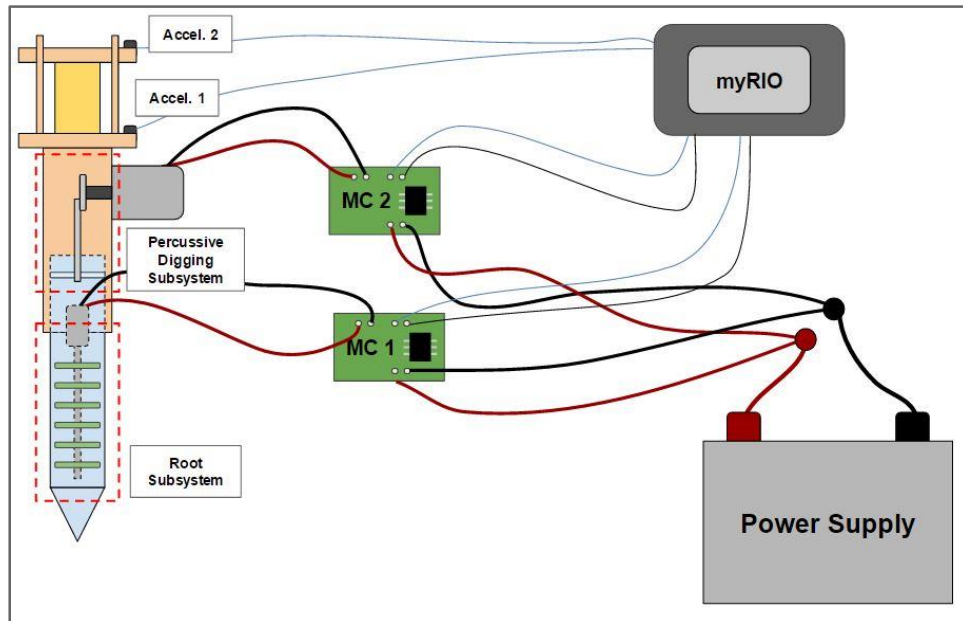 Accel. 2
myRIO
Accel. 1
MC 2
Percussive
Digging
Subsystem
MC 1
Root
Subsystem
Power Supply